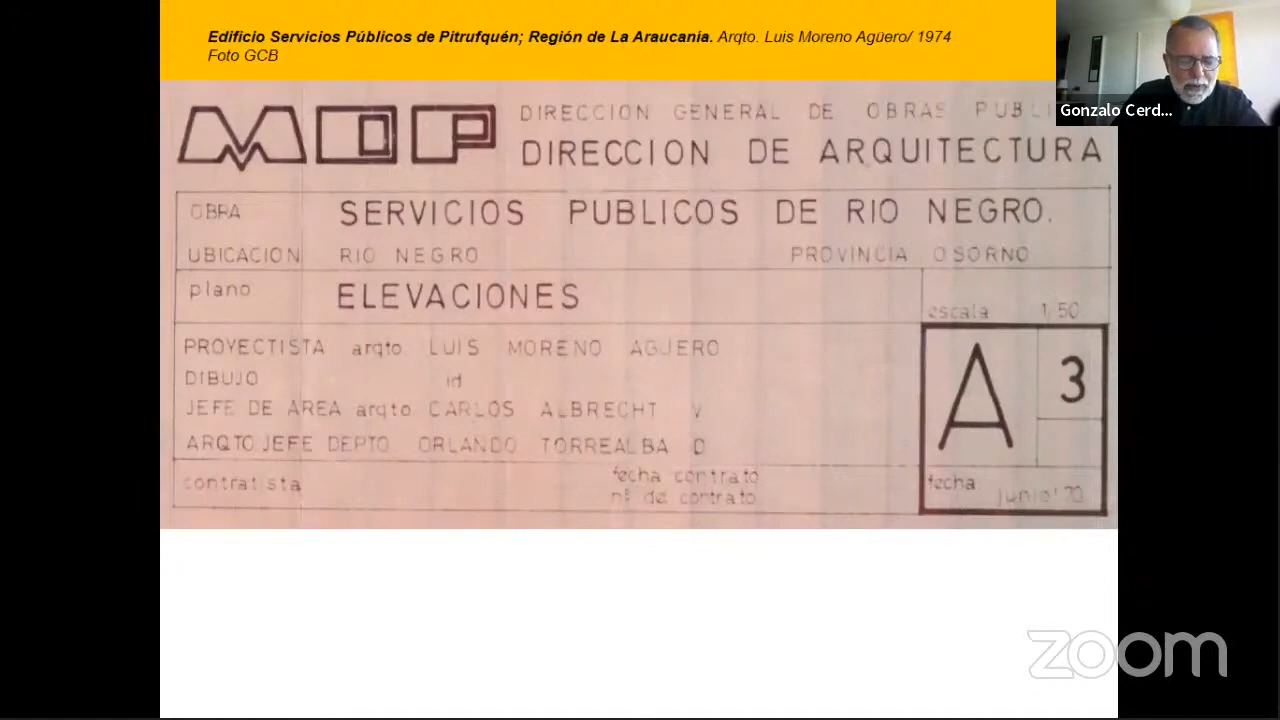 Edificio Servicios Públicos de Pitrufquén; Región de La Araucanía. Arqto. Luis Moreno Agüero/ 1974
Foto GCB
Gonzalo Cerd...
MOP
DIRECCION GENERAL DE OBRAS PUBLI
DIRECCION DE ARQUITECTURA
OBRA SERVICIOS PUBLICOS DE RIO NEGRO.
UBICACION RIO NEGRO PROVINCIA OSORNO
plano ELEVACIONES
escala 1/50
PROYECTISTA arqto LUIS MORENO AGUERO
DIBUJO id
JEFE DE AREA arqto CARLOS ALBRECHT V
ARQTO JEFE DEPTO ORLANDO TORREALBA D
A 3
contratista
fecha contrato
nº de contrato
fecha junio'70
zoom